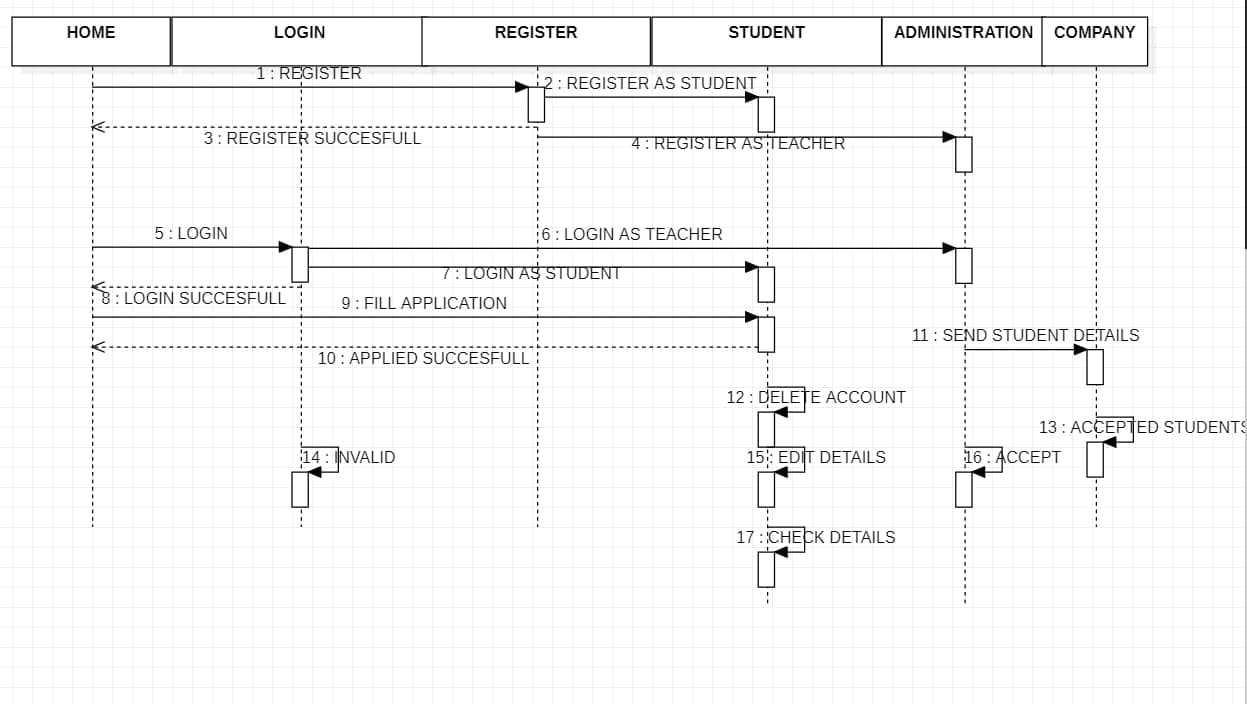 HOME
LOGIN
REGISTER
STUDENT
ADMINISTRATION
COMPANY
1 : REGISTER
2 : REGISTER AS STUDENT
3 : REGISTER SUCCESFULL
4 : REGISTER AS TEACHER
5 : LOGIN
6 : LOGIN AS TEACHER
7 : LOGIN AS STUDENT
8 : LOGIN SUCCESFULL
9 : FILL APPLICATION
10 : APPLIED SUCCESFULL
11 : SEND STUDENT DETAILS
12 : DELETE ACCOUNT
13 : ACCEPTED STUDENTS
14 : INVALID
15 : EDIT DETAILS
16 : ACCEPT
17 : CHECK DETAILS